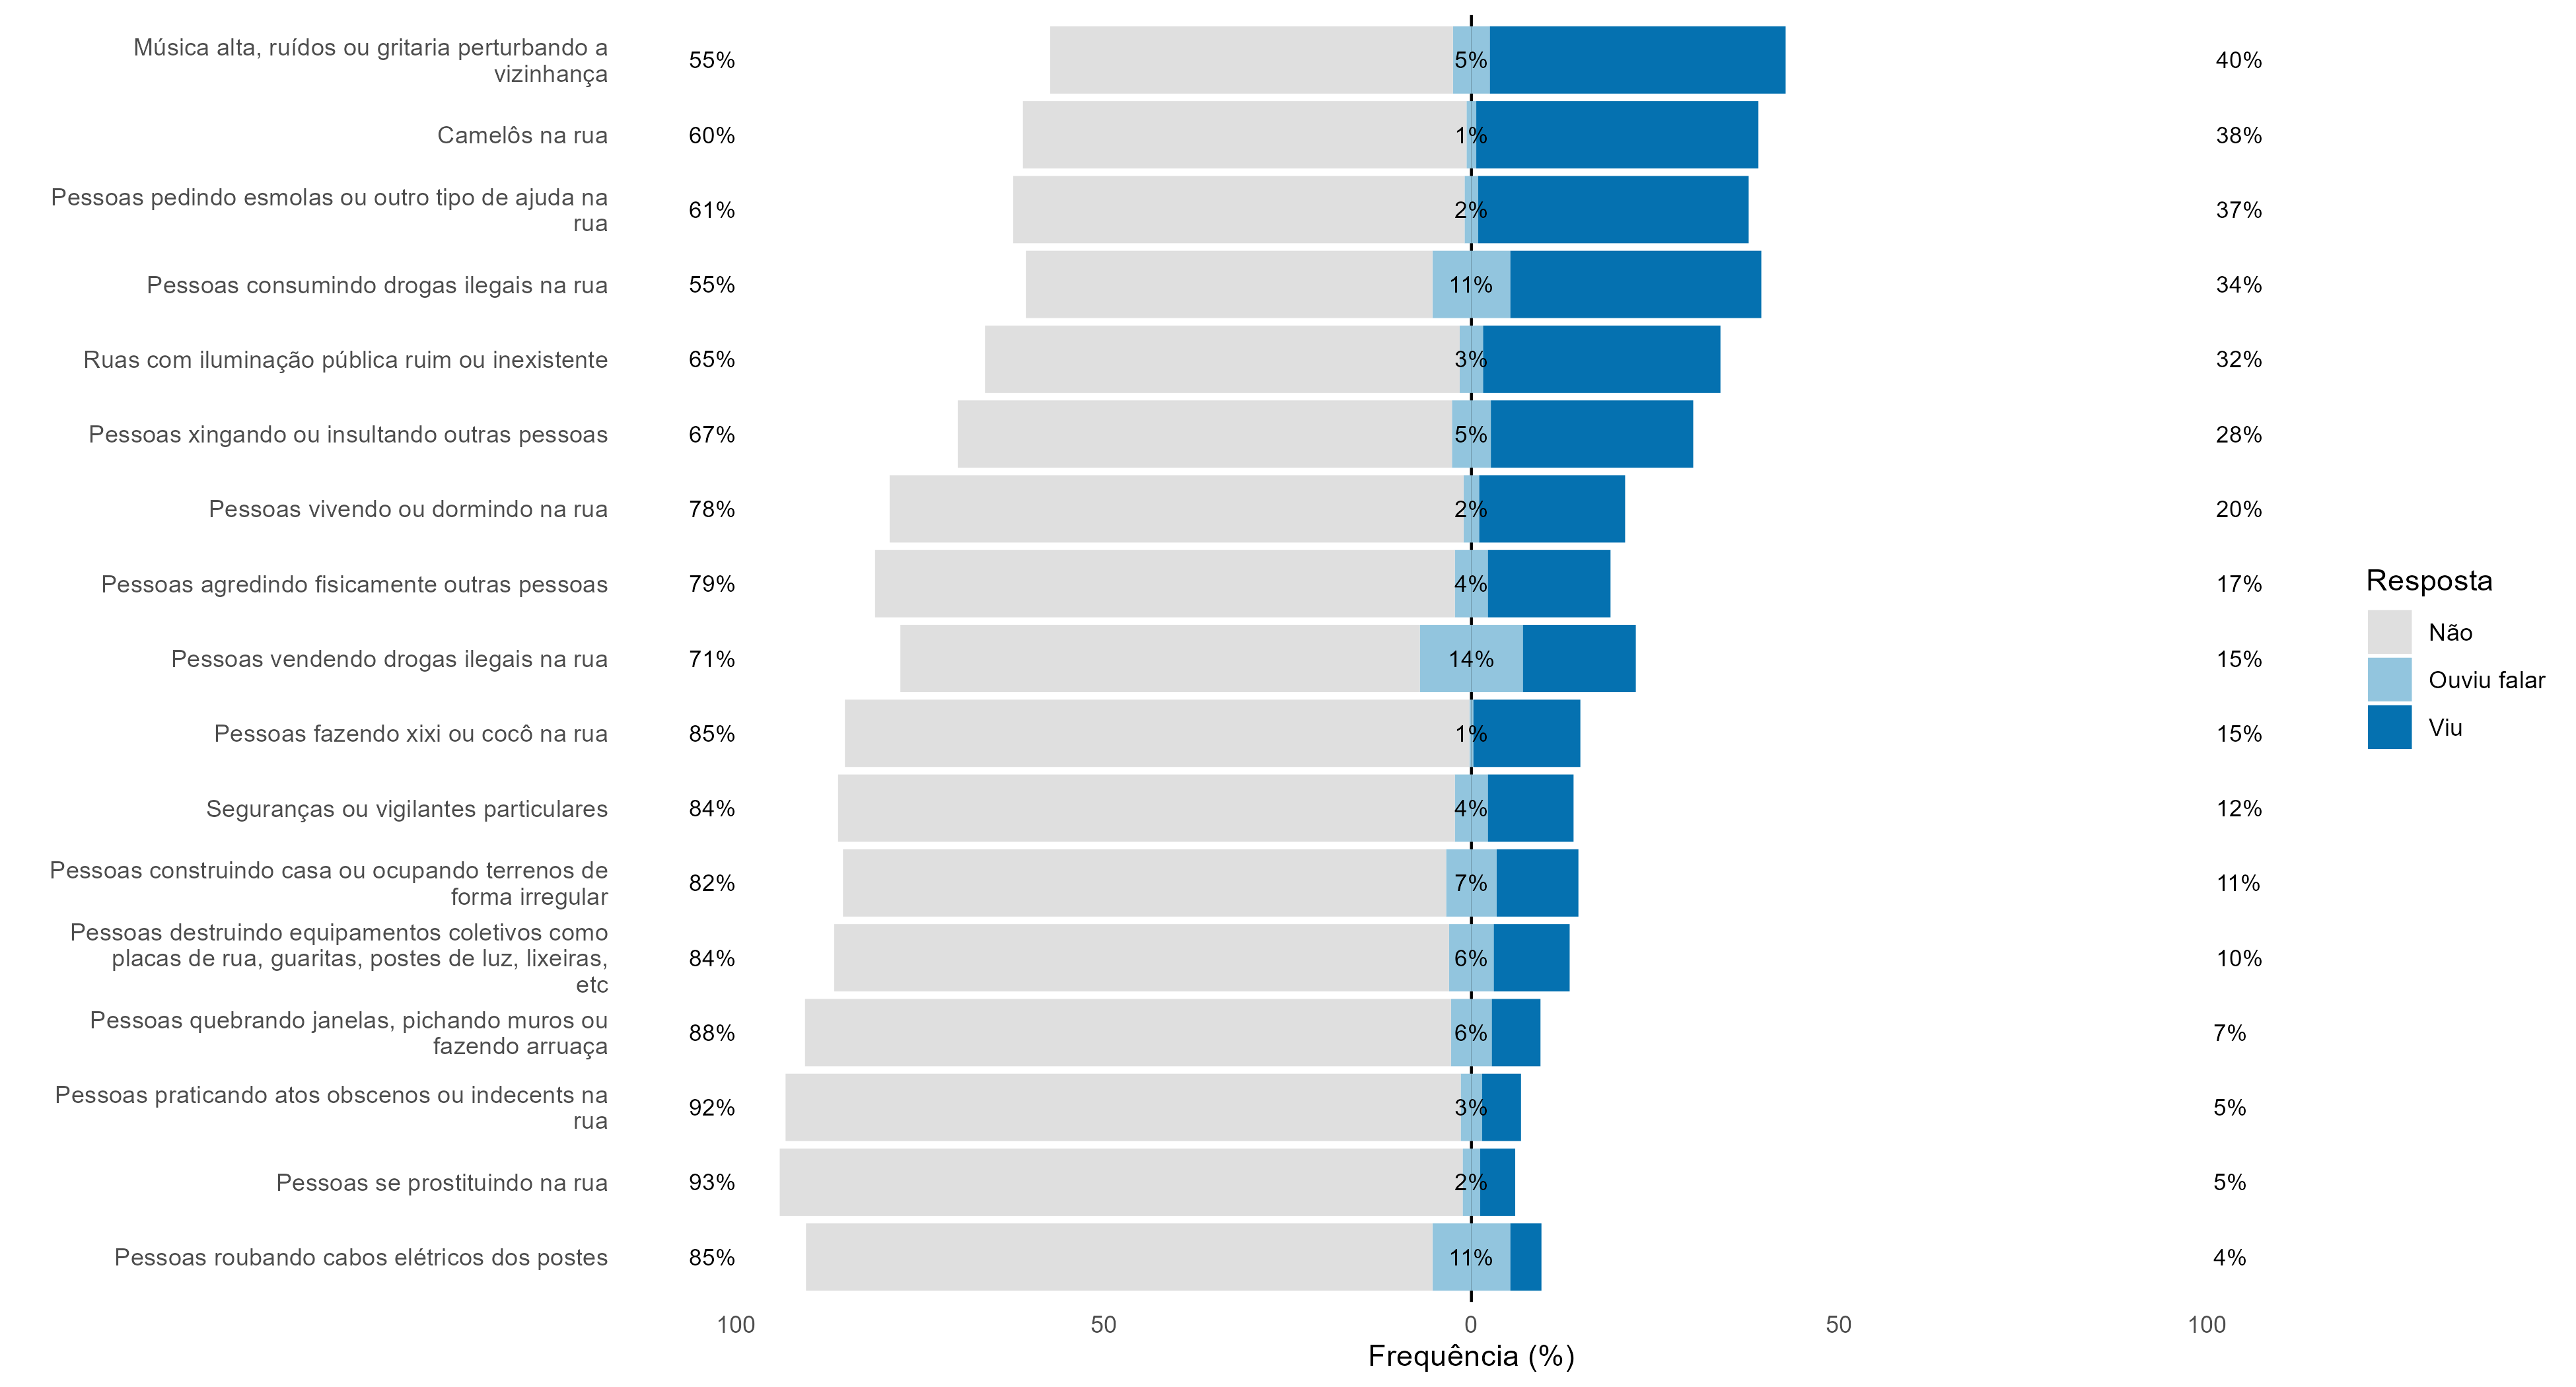 Música alta, ruídos ou gritaria perturbando a
vizinhança
55%
5%
40%
Camelôs na rua
60%
1%
38%
Pessoas pedindo esmolas ou outro tipo de ajuda na
rua
61%
2%
37%
Pessoas consumindo drogas ilegais na rua
55%
11%
34%
Ruas com iluminação pública ruim ou inexistente
65%
3%
32%
Pessoas xingando ou insultando outras pessoas
67%
5%
28%
Pessoas vivendo ou dormindo na rua
78%
2%
20%
Pessoas agredindo fisicamente outras pessoas
79%
4%
17%
Pessoas vendendo drogas ilegais na rua
71%
14%
15%
Pessoas fazendo xixi ou cocô na rua
85%
1%
15%
Seguranças ou vigilantes particulares
84%
4%
12%
Pessoas construindo casa ou ocupando terrenos de
forma irregular
82%
7%
11%
Pessoas destruindo equipamentos coletivos como
placas de rua, guaritas, postes de luz, lixeiras,
etc
84%
6%
10%
Pessoas quebrando janelas, pichando muros ou
fazendo arruaça
88%
6%
7%
Pessoas praticando atos obscenos ou indecents na
rua
92%
3%
5%
Pessoas se prostituindo na rua
93%
2%
5%
Pessoas roubando cabos elétricos dos postes
85%
11%
4%
100
50
0
50
100
Frequência (%)
Resposta
Não
Ouviu falar
Viu